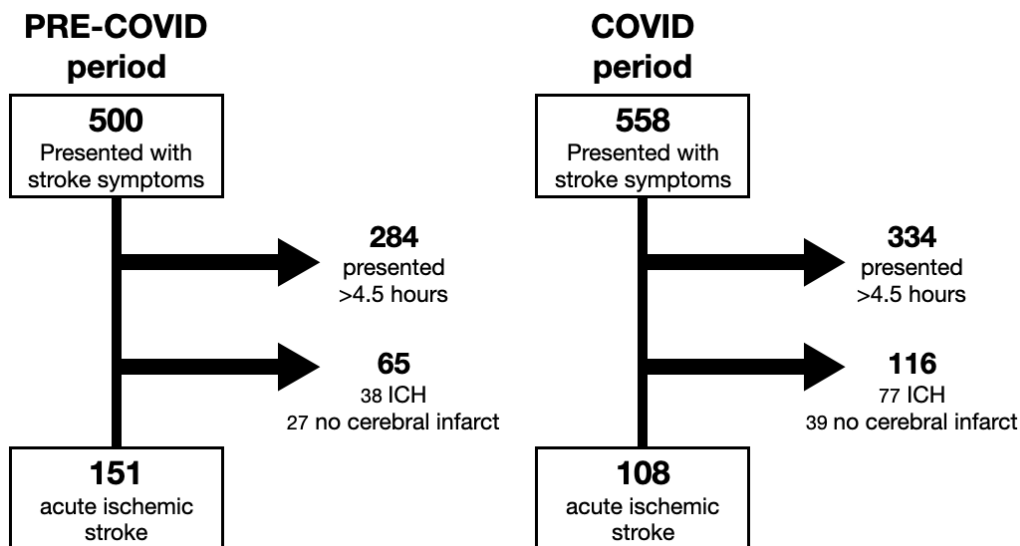 PRE-COVID
period
500
Presented with
stroke symptoms
284
presented
>4.5 hours
65
38 ICH
27 no cerebral infarct
151
acute ischemic
stroke
COVID
period
558
Presented with
stroke symptoms
334
presented
>4.5 hours
116
77 ICH
39 no cerebral infarct
108
acute ischemic
stroke